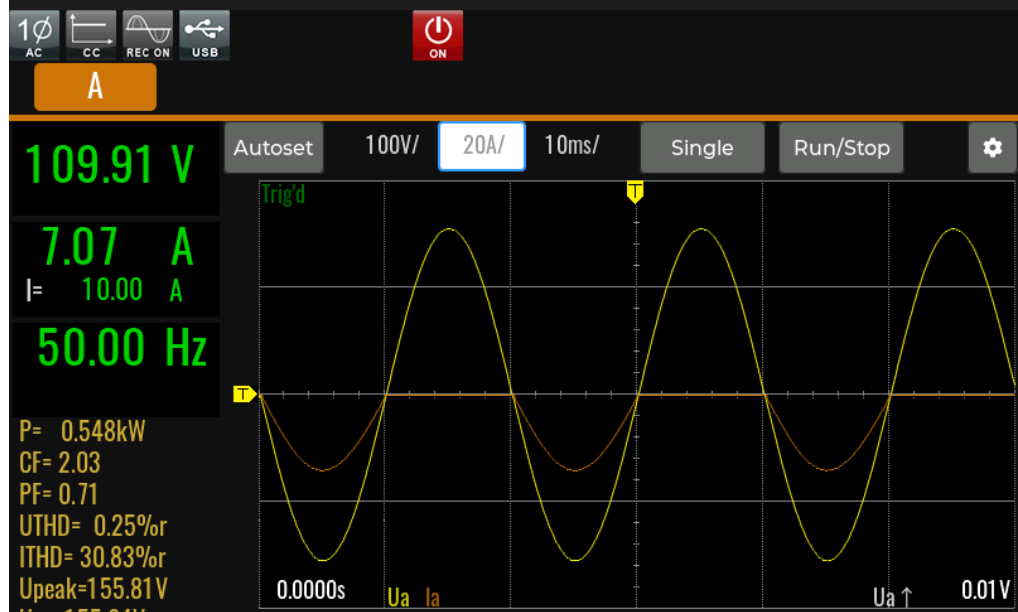 1Ø
AC
CC
REC ON
USB
ON
A
109.91 V
7.07 A
I= 10.00 A
50.00 Hz
P= 0.548kW
CF= 2.03
PF= 0.71
UTHD= 0.25%r
ITHD= 30.83%r
Upeak=155.81V
Autoset
100V/
20A/
10ms/
Single
Run/Stop
Trig'd
T
T
0.0000s
Ua
Ia
Ua ↑
0.01V